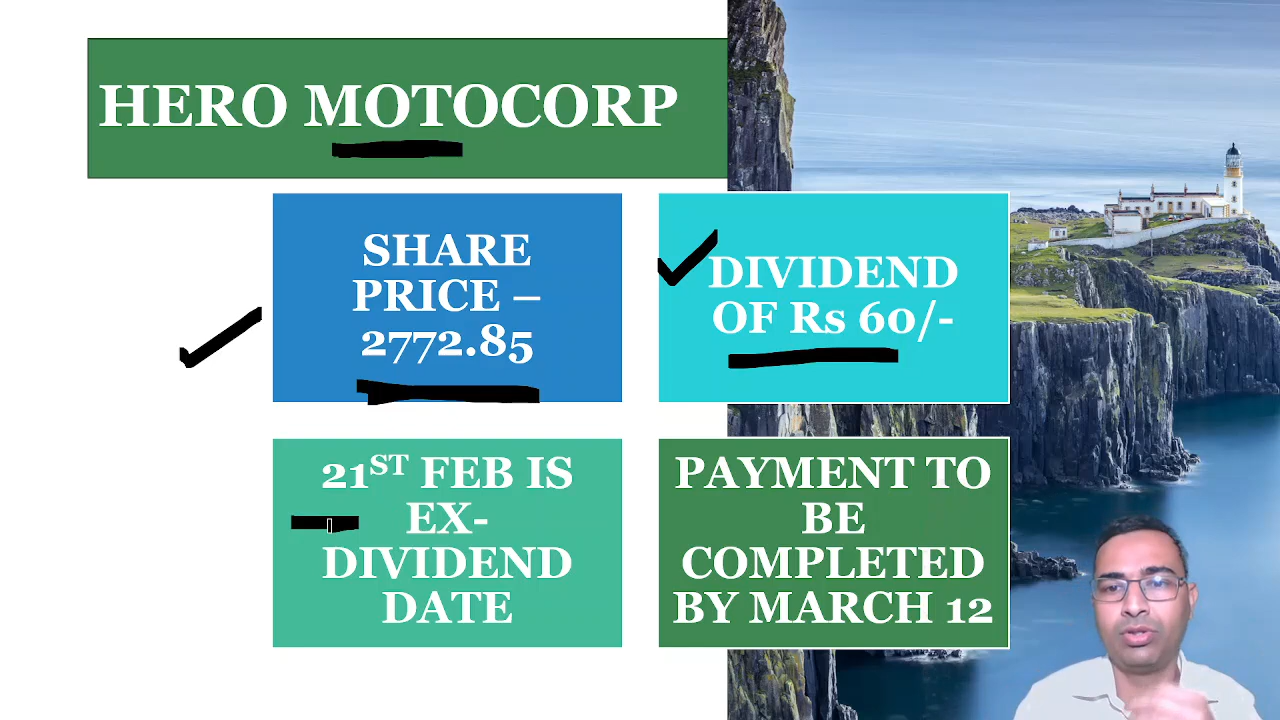 HERO MOTOCORP
SHARE
PRICE –
2772.85
DIVIDEND
OF Rs 60/-
21ST FEB IS
EX-
DIVIDEND
DATE
PAYMENT TO
BE
COMPLETED
BY MARCH 12